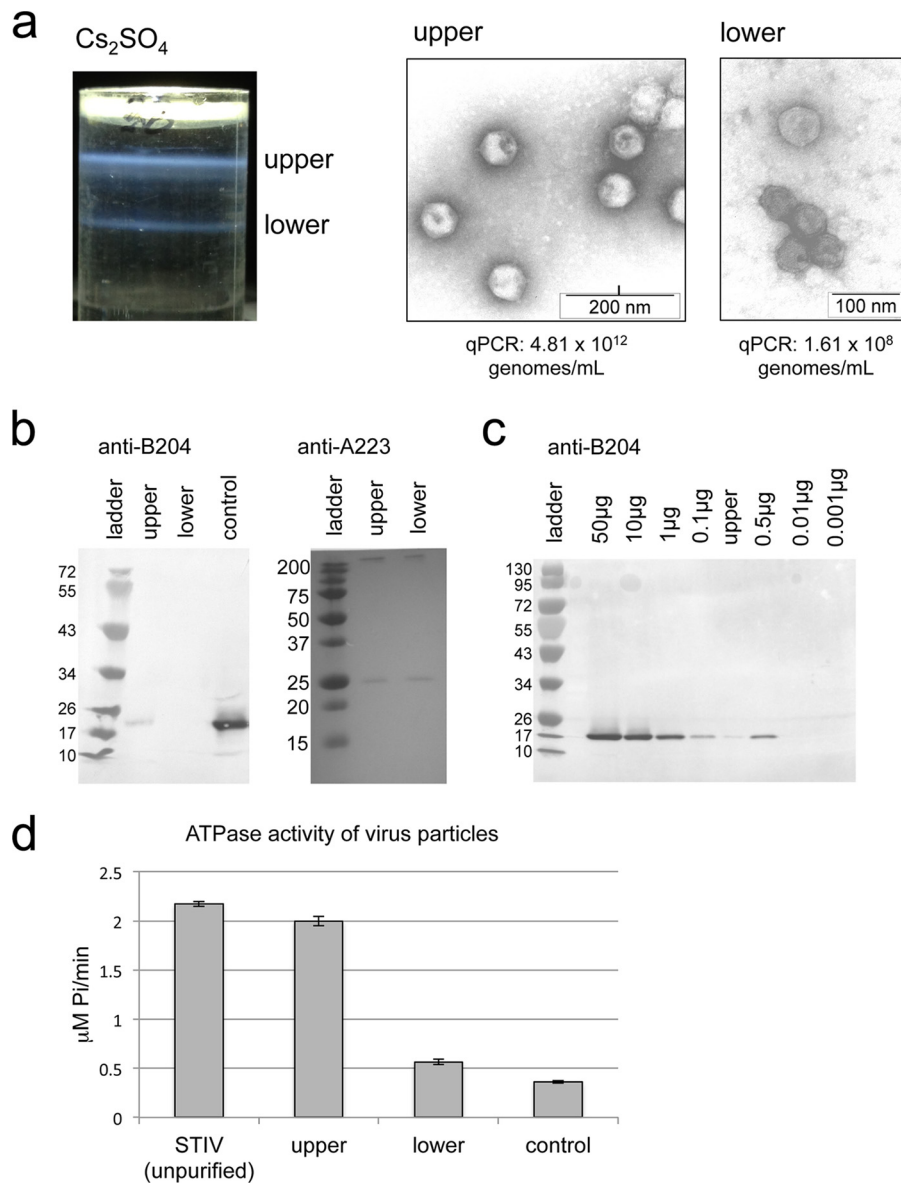 a
Cs₂SO₄
upper
lower
upper
200 nm
qPCR: 4.81 x 10¹²
genomes/mL
lower
100 nm
qPCR: 1.61 x 10⁸
genomes/mL
b
anti-B204
ladder
upper
lower
control
72
55
43
34
26
17
10
anti-A223
ladder
upper
lower
200
75
50
37
25
20
15
c
anti-B204
ladder
50µg
10µg
1µg
0.1µg
upper
0.5µg
0.01µg
0.001µg
130
95
72
55
43
34
26
17
10
d
ATPase activity of virus particles
µM Pi/min
2.5
2
1.5
1
0.5
0
STIV
(unpurified)
upper
lower
control